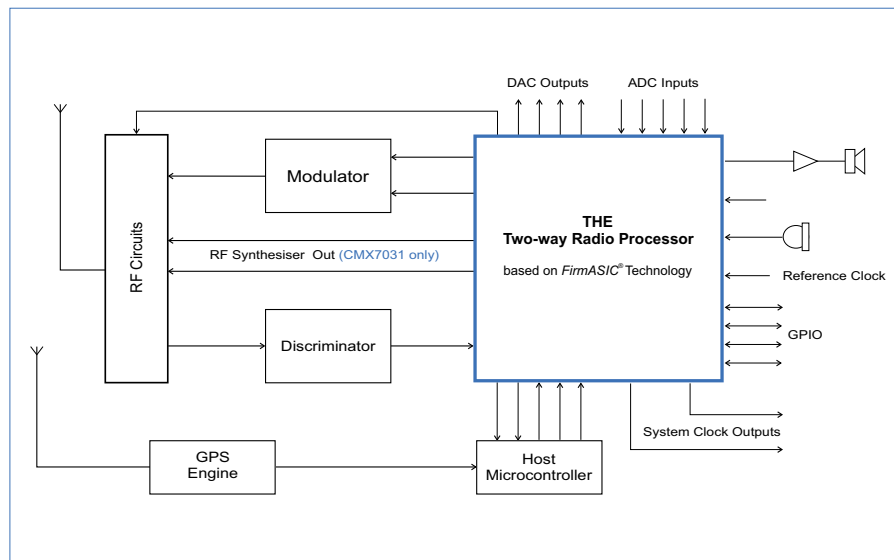 DAC Outputs
ADC Inputs
Modulator
RF Circuits
THE
Two-way Radio Processor
based on FirmASIC® Technology
RF Synthesiser Out (CMX7031 only)
Reference Clock
Discriminator
GPIO
System Clock Outputs
GPS
Engine
Host
Microcontroller